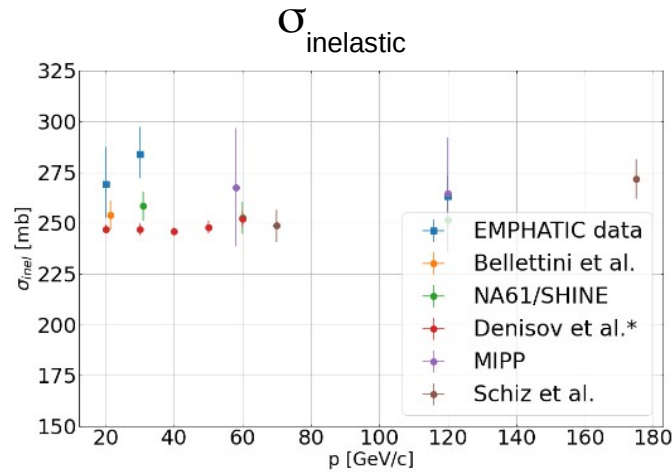 σinelastic
325
300
275
250
225
200
175
150
σinel [mb]
EMPHATIC data
Bellettini et al.
NA61/SHINE
Denisov et al.*
MIPP
Schiz et al.
20 40 60 80 100 120 140 160 180
p [GeV/c]